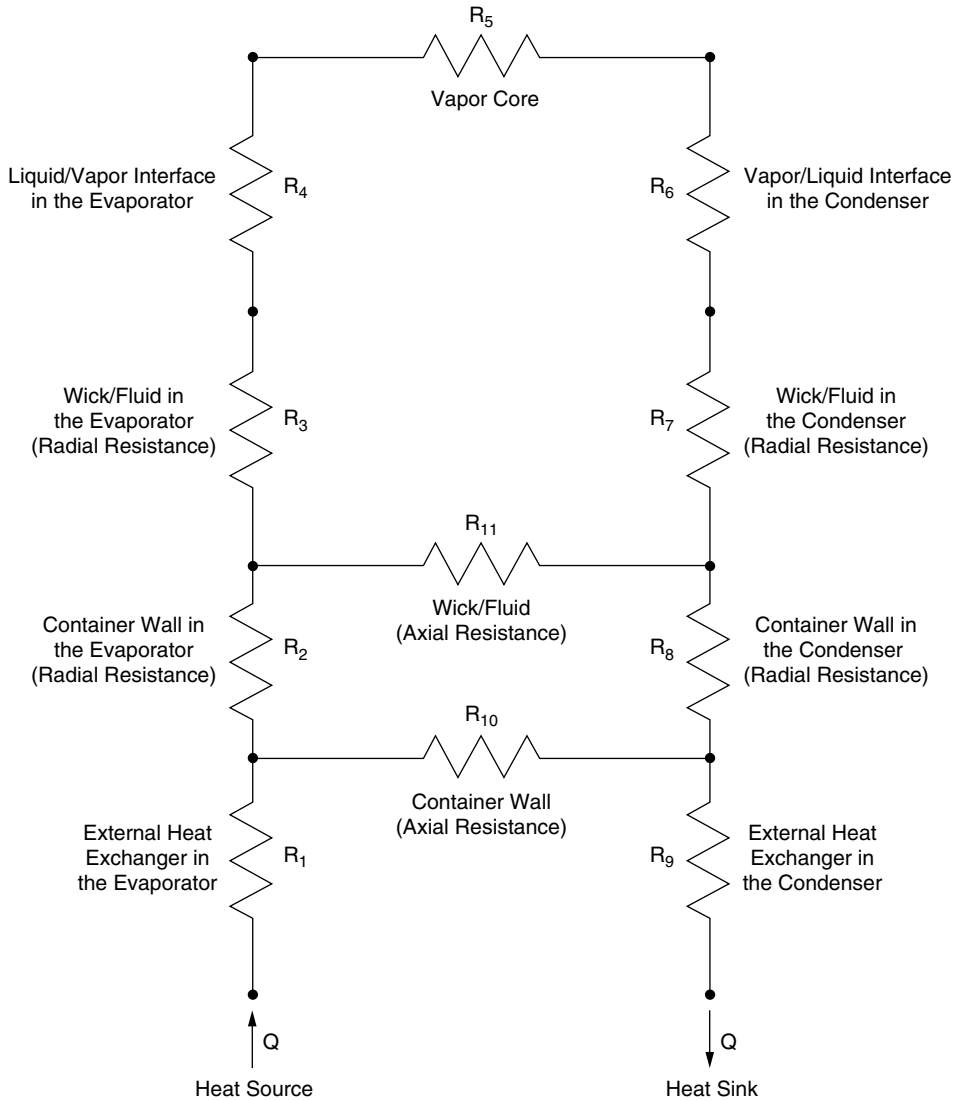 R5
Vapor Core
Liquid/Vapor Interface
in the Evaporator
R4
R6
Vapor/Liquid Interface
in the Condenser
Wick/Fluid in
the Evaporator
(Radial Resistance)
R3
R7
Wick/Fluid in
the Condenser
(Radial Resistance)
R11
Wick/Fluid
(Axial Resistance)
Container Wall in
the Evaporator
(Radial Resistance)
R2
R8
Container Wall in
the Condenser
(Radial Resistance)
R10
Container Wall
(Axial Resistance)
External Heat
Exchanger in
the Evaporator
R1
R9
External Heat
Exchanger in
the Condenser
Q
Heat Source
Q
Heat Sink